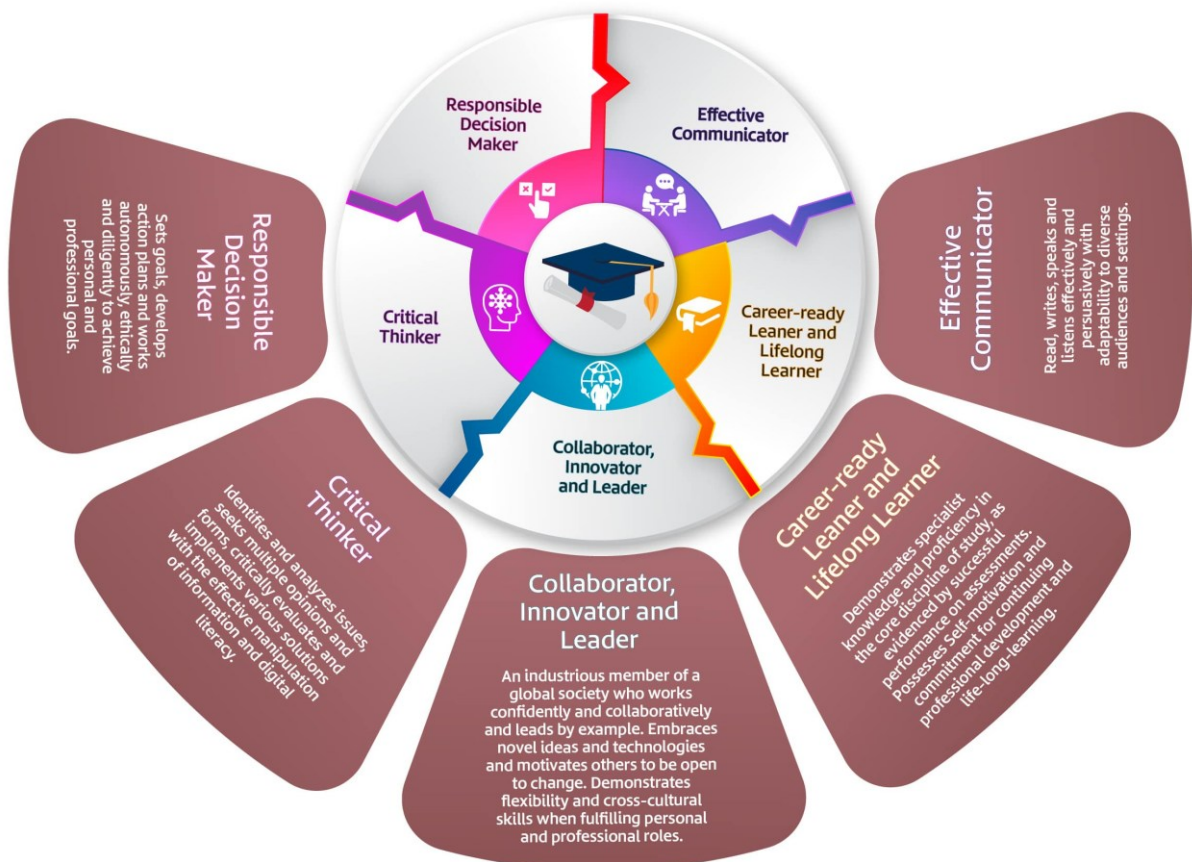 Responsible
Decision
Maker
Effective
Communicator
Critical
Thinker
Career-ready
Leaner and
Lifelong
Learner
Collaborator,
Innovator
and Leader
Responsible
Decision
Maker
Sets goals, develops
action plans and works
autonomously, ethically
and diligently to achieve
personal and
professional goals.
Critical
Thinker
Identifies and analyzes issues,
seeks multiple opinions and
forms, critically evaluates and
implements various solutions
with the effective manipulation
of information and digital
literacy.
Collaborator,
Innovator and
Leader
An industrious member of a
global society who works
confidently and collaboratively
and leads by example. Embraces
novel ideas and technologies
and motivates others to be open
to change. Demonstrates
flexibility and cross-cultural
skills when fulfilling personal
and professional roles.
Career-ready
Leaner and
Lifelong Learner
Demonstrates specialist
knowledge and proficiency in
the core discipline of study, as
evidenced by successful
performance on assessments.
Possesses Self-motivation and
commitment for continuing
professional development and
life-long-learning.
Effective
Communicator
Read, writes, speaks and
listens effectively and
persuasively with
adaptability to diverse
audiences and settings.